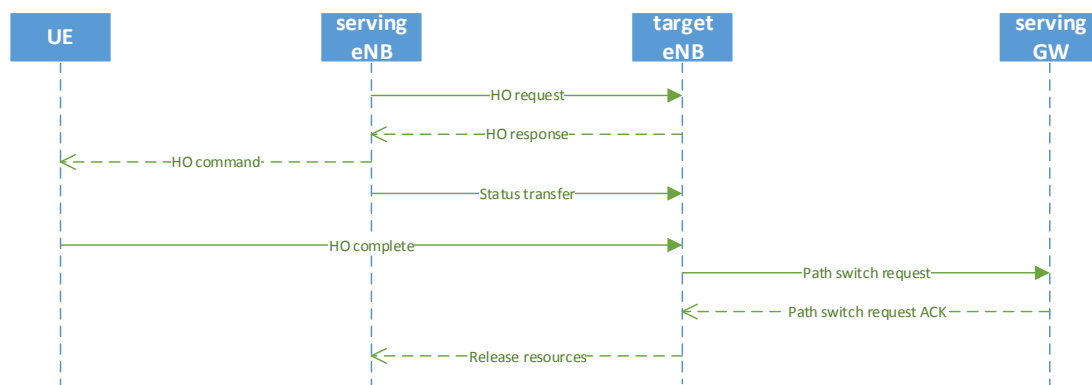 UE
serving
eNB
target
eNB
serving
GW
HO request
HO response
HO command
Status transfer
HO complete
Path switch request
Path switch request ACK
Release resources